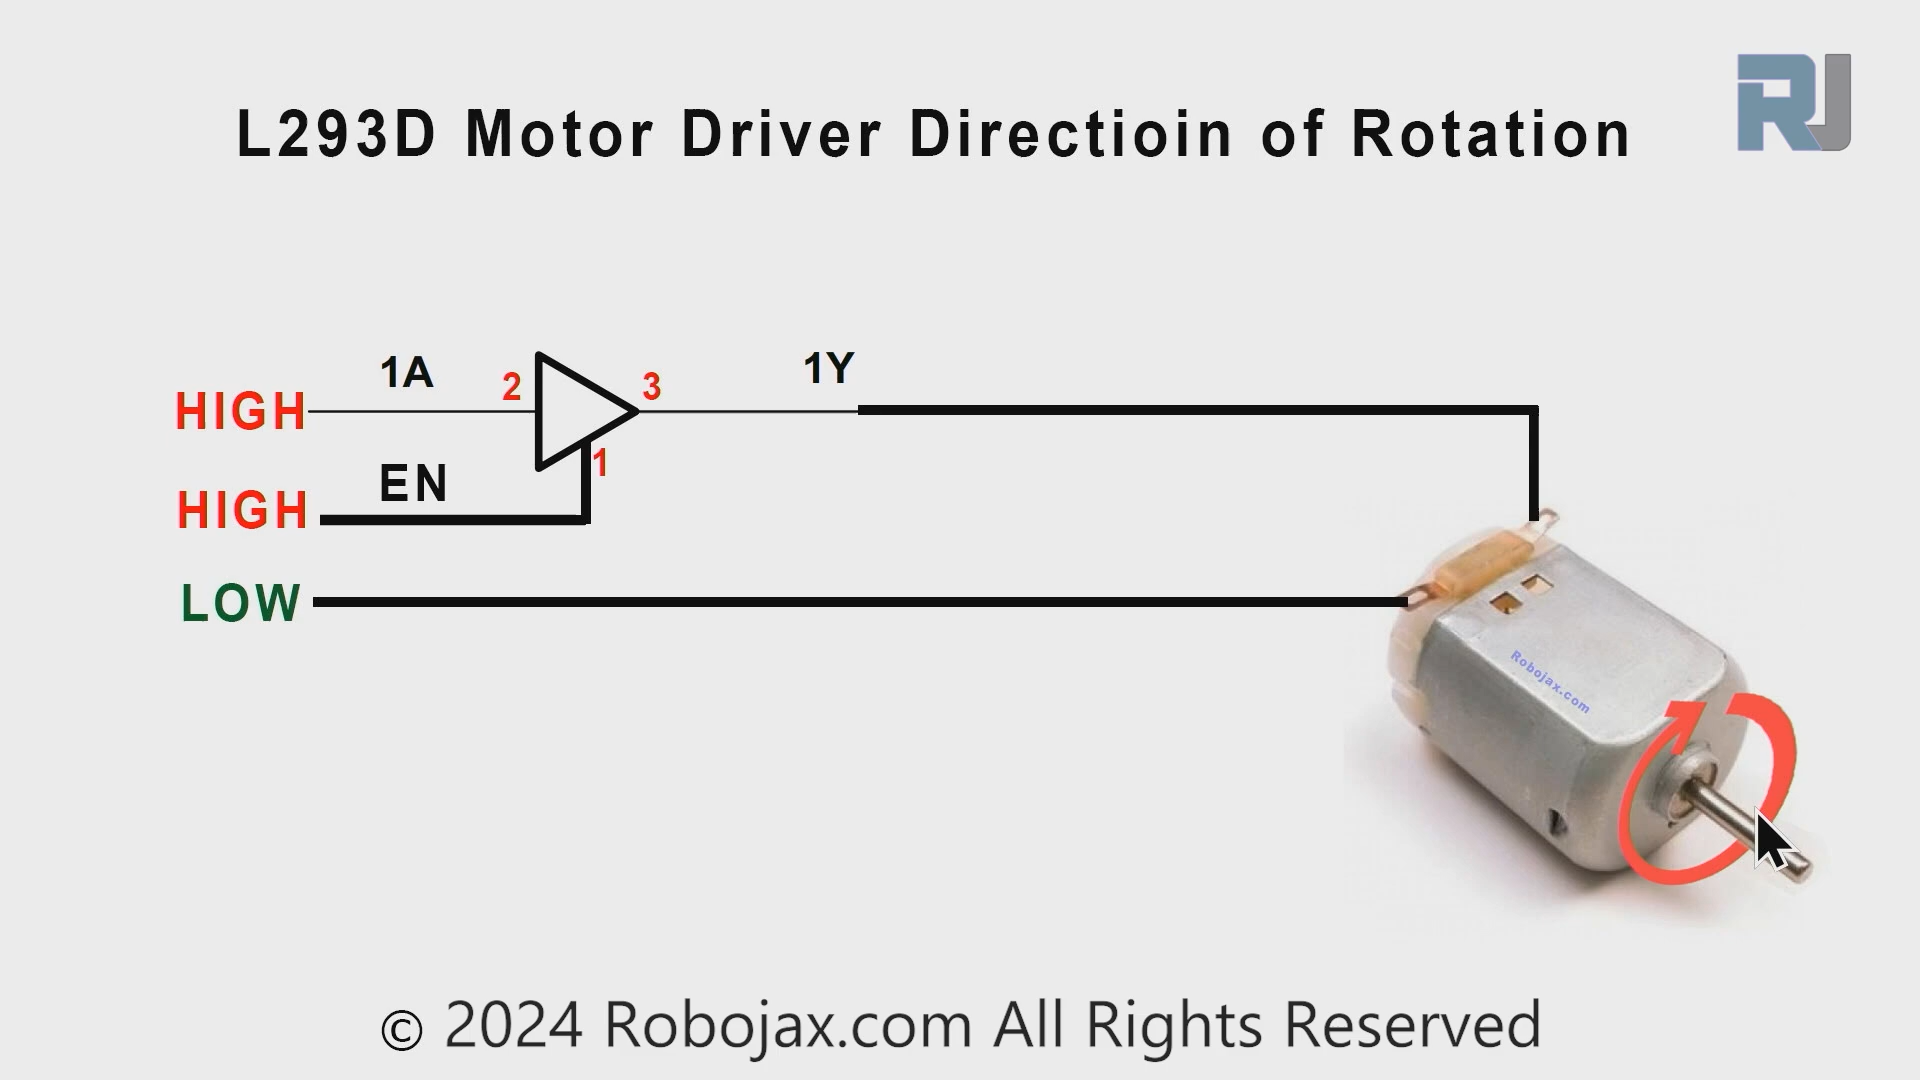 RJ
L293D Motor Driver Directioin of Rotation
1A
2
3
1Y
HIGH
1
EN
HIGH
LOW
Robojax.com
© 2024 Robojax.com All Rights Reserved